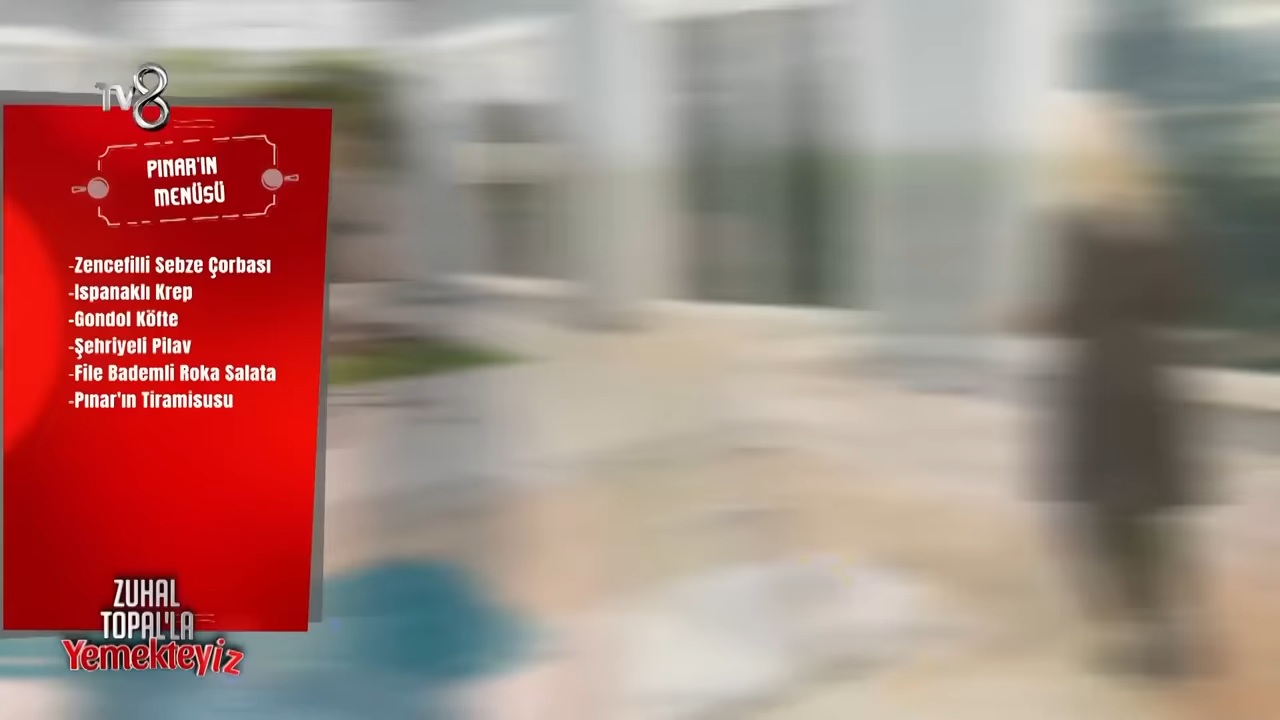 TV8
PINAR'IN
MENÜSÜ
-Zencefilli Sebze Çorbası
-Ispanaklı Krep
-Gondol Köfte
-Şehriyeli Pilav
-File Bademli Roka Salata
-Pınar'ın Tiramisusu
ZUHAL
TOPAL'LA
Yemekteyiz